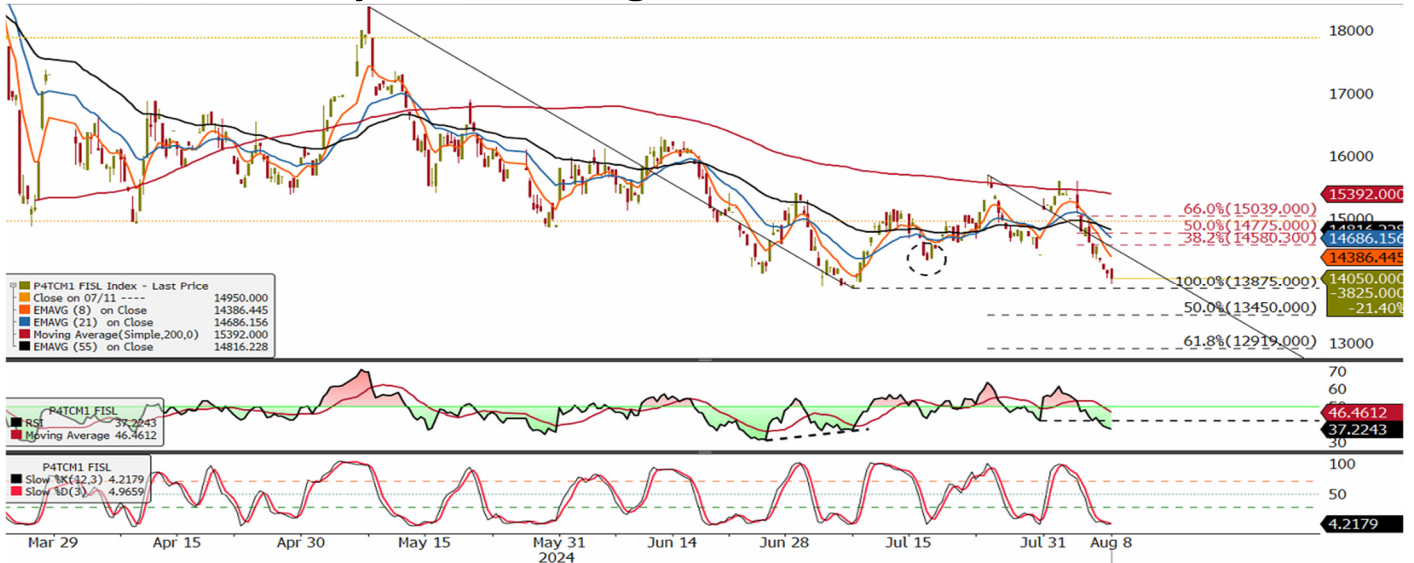 18000
17000
16000
15392.000
66.0%(15039.000)
15000
50.0%(14775.000)
14816.228
38.2%(14580.300)
14686.156
14386.445
100.0%(13875.000)
14050.000
-3825.000
-21.40%
50.0%(13450.000)
61.8%(12919.000)
13000
P4TCM1 FISL Index - Last Price
Close on 07/11 ---- 14950.000
EMAVG (8) on Close 14386.445
EMAVG (21) on Close 14686.156
Moving Average(Simple,200,0) 15392.000
EMAVG (55) on Close 14816.228
70
60
P4TCM1 FISL
RSI 37.2243
Moving Average 46.4612
46.4612
37.2243
30
100
P4TCM1 FISL
Slow %K(12,3) 4.2179
Slow %D(3) 4.9659
50
4.2179
Mar 29 Apr 15 Apr 30 May 15 May 31 Jun 14 Jun 28 Jul 15 Jul 31 Aug 8
2024